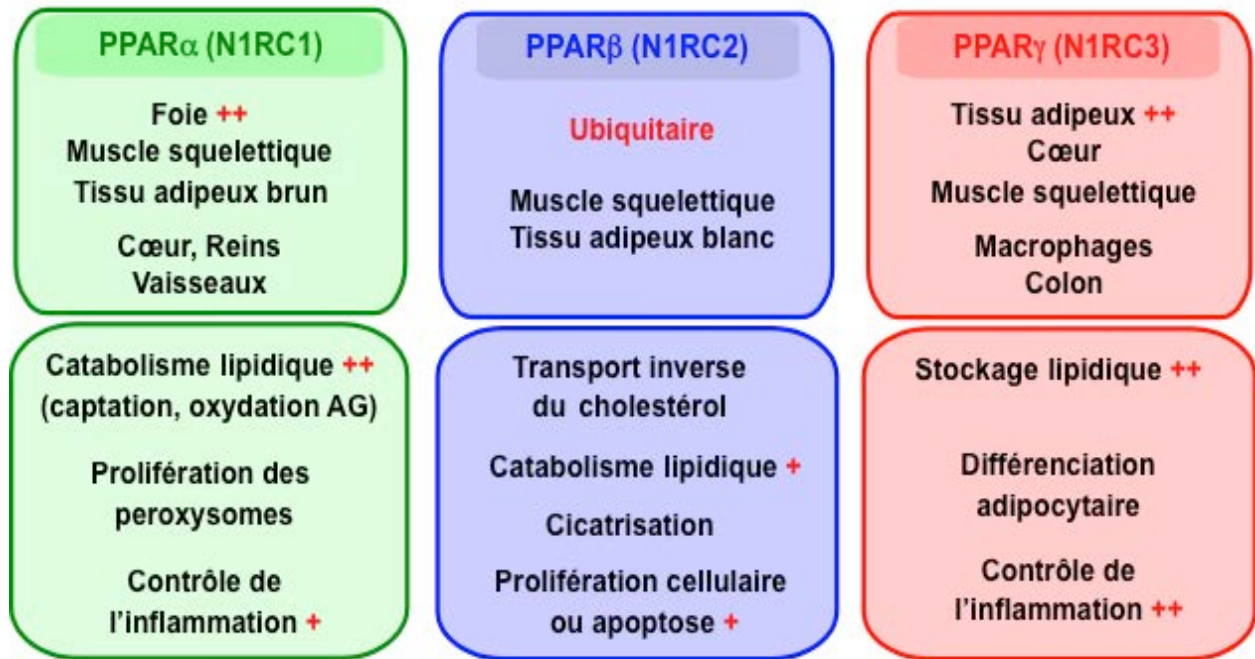 PPARα (N1RC1)
Foie ++
Muscle squelettique
Tissu adipeux brun
Cœur, Reins
Vaisseaux
Catabolisme lipidique ++
(captation, oxydation AG)
Prolifération des
peroxysomes
Contrôle de
l'inflammation +
PPARβ (N1RC2)
Ubiquitaire
Muscle squelettique
Tissu adipeux blanc
Transport inverse
du cholestérol
Catabolisme lipidique +
Cicatrisation
Prolifération cellulaire
ou apoptose +
PPARγ (N1RC3)
Tissu adipeux ++
Cœur
Muscle squelettique
Macrophages
Colon
Stockage lipidique ++
Différenciation
adipocytaire
Contrôle de
l'inflammation ++